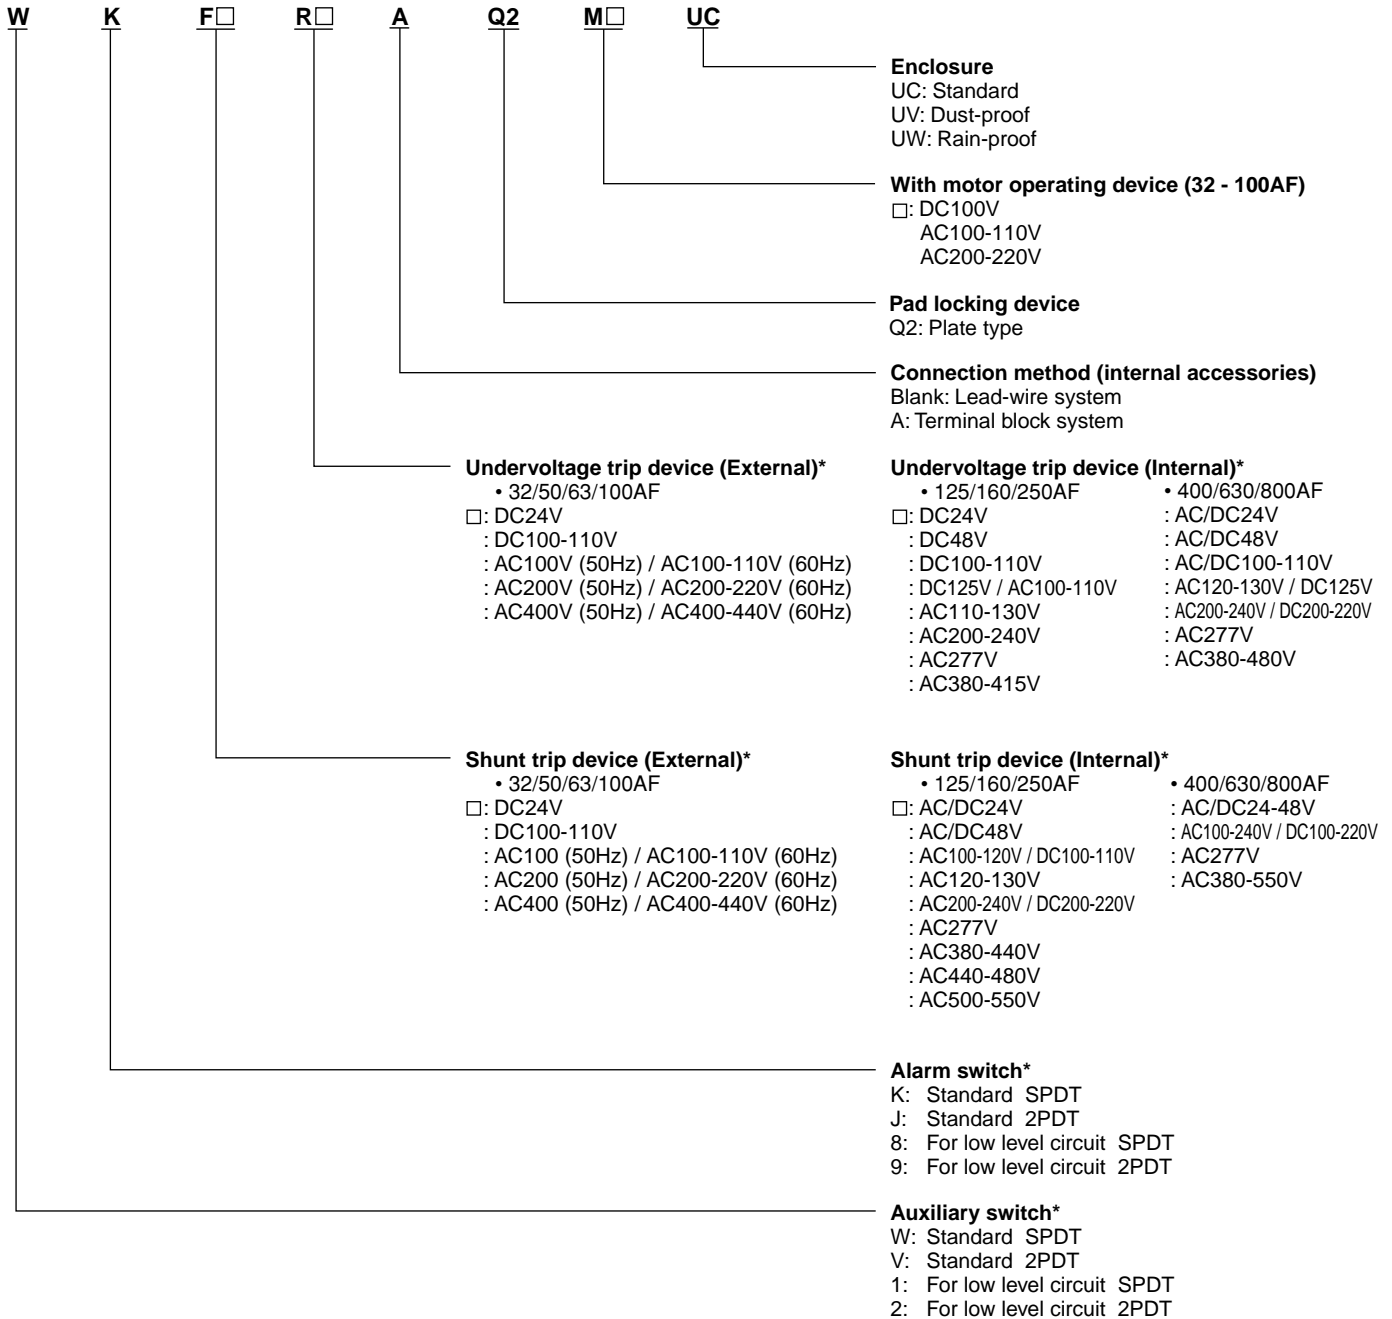 W K F□ R□ A Q2 M□ UC
Enclosure
UC: Standard
UV: Dust-proof
UW: Rain-proof
With motor operating device (32 - 100AF)
□: DC100V
AC100-110V
AC200-220V
Pad locking device
Q2: Plate type
Connection method (internal accessories)
Blank: Lead-wire system
A: Terminal block system
Undervoltage trip device (External)*
• 32/50/63/100AF
□: DC24V
: DC100-110V
: AC100V (50Hz) / AC100-110V (60Hz)
: AC200V (50Hz) / AC200-220V (60Hz)
: AC400V (50Hz) / AC400-440V (60Hz)
Undervoltage trip device (Internal)*
• 125/160/250AF
□: DC24V
: DC48V
: DC100-110V
: DC125V / AC100-110V
: AC110-130V
: AC200-240V
: AC277V
: AC380-415V
• 400/630/800AF
: AC/DC24V
: AC/DC48V
: AC/DC100-110V
: AC120-130V / DC125V
: AC200-240V / DC200-220V
: AC277V
: AC380-480V
Shunt trip device (External)*
• 32/50/63/100AF
□: DC24V
: DC100-110V
: AC100 (50Hz) / AC100-110V (60Hz)
: AC200 (50Hz) / AC200-220V (60Hz)
: AC400 (50Hz) / AC400-440V (60Hz)
Shunt trip device (Internal)*
• 125/160/250AF
□: AC/DC24V
: AC/DC48V
: AC100-120V / DC100-110V
: AC120-130V
: AC200-240V / DC200-220V
: AC277V
: AC380-440V
: AC440-480V
: AC500-550V
• 400/630/800AF
: AC/DC24-48V
: AC100-240V / DC100-220V
: AC277V
: AC380-550V
Alarm switch*
K: Standard SPDT
J: Standard 2PDT
8: For low level circuit SPDT
9: For low level circuit 2PDT
Auxiliary switch*
W: Standard SPDT
V: Standard 2PDT
1: For low level circuit SPDT
2: For low level circuit 2PDT